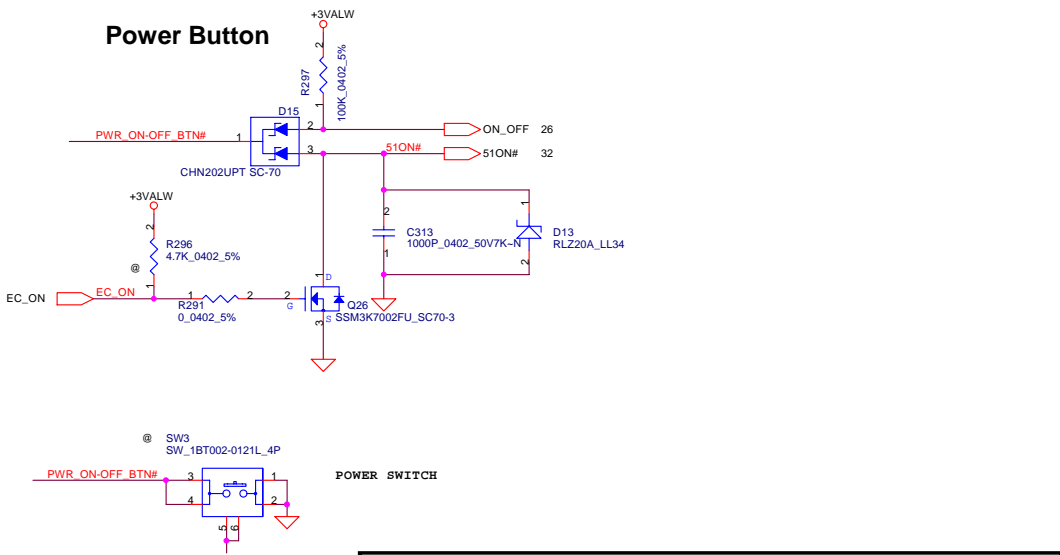 +3VALW
Power Button
2
R297
100K_0402_5%
1
D15
PWR_ON-OFF_BTN#
1
2
ON_OFF 26
3
51ON#
51ON# 32
CHN202UPT SC-70
+3VALW
2
R296
4.7K_0402_5%
@
1
2
C313
1000P_0402_50V7K~N
1
1
D13
RLZ20A_LL34
2
EC_ON
EC_ON
1
2
R291
0_0402_5%
2
G
1
D
S
3
Q26
SSM3K7002FU_SC70-3
@ SW3
SW_1BT002-0121L_4P
PWR_ON-OFF_BTN#
3
1
POWER SWITCH
4
2
5
6